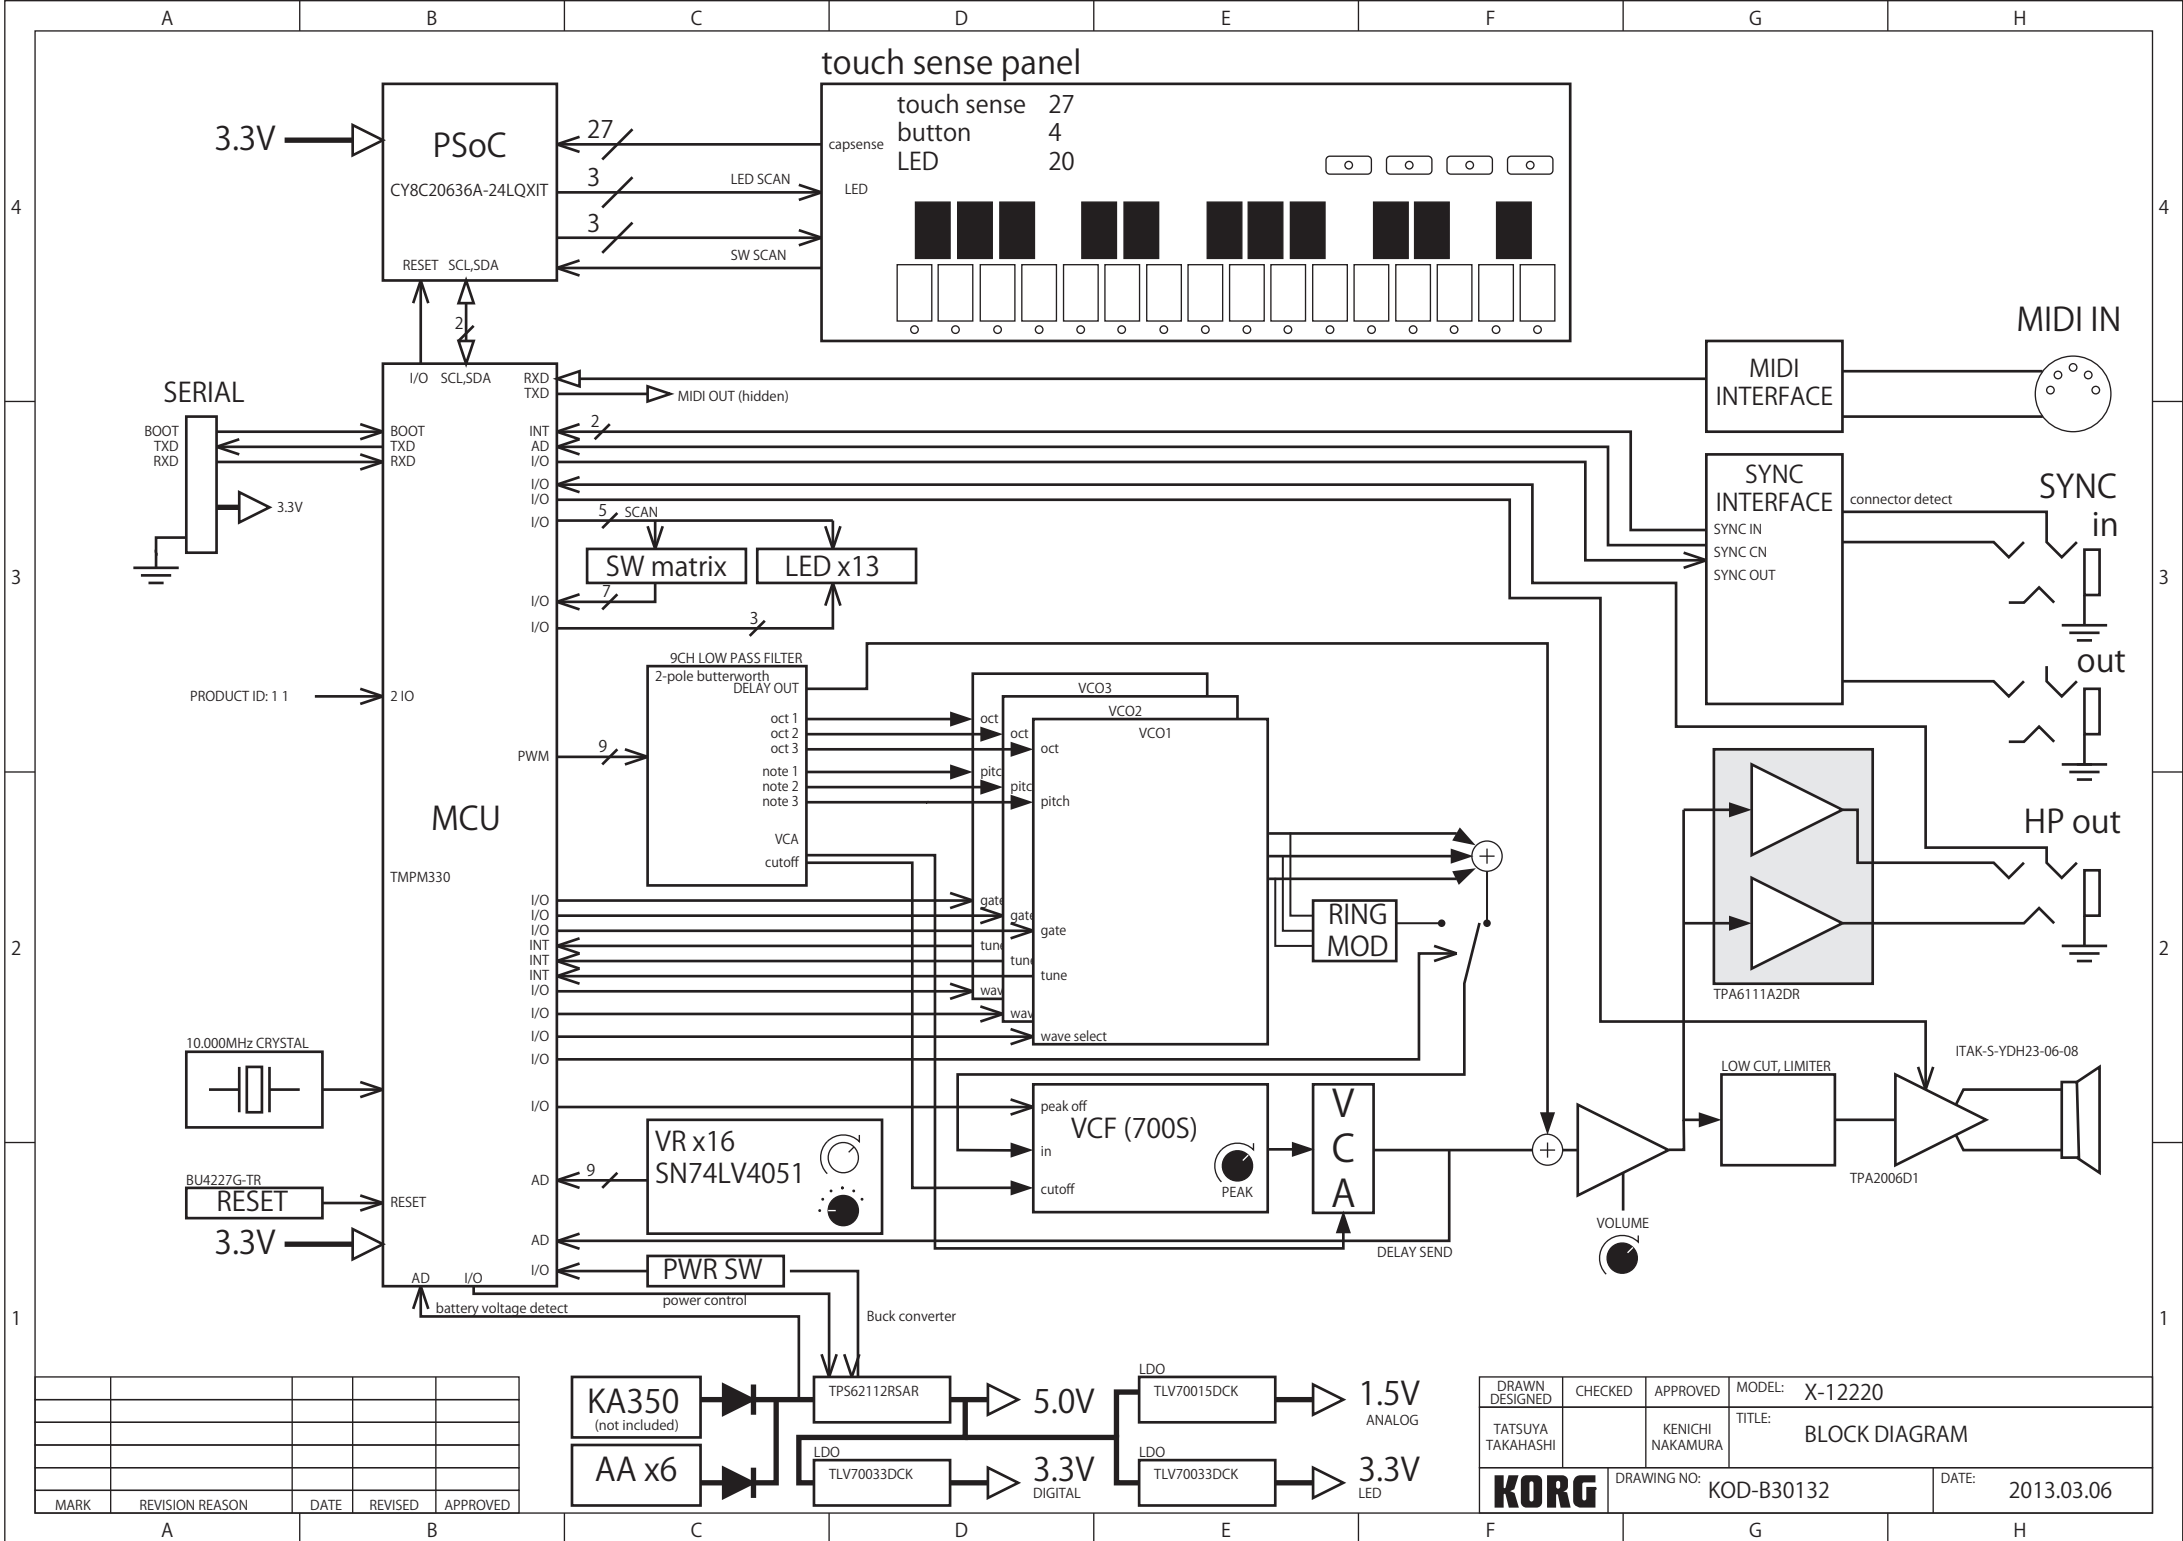 A B C D E F G H
4
4
touch sense panel
touch sense 27
button 4
LED 20
3.3V
PSoC
CY8C20636A-24LQXIT
RESET SCL,SDA
27
capsense
3
LED SCAN
LED
3
SW SCAN
2
MIDI IN
MIDI
INTERFACE
SERIAL
BOOT
TXD
RXD
3.3V
I/O SCL,SDA
RXD
TXD
MIDI OUT (hidden)
BOOT
TXD
RXD
INT
AD
I/O
I/O
I/O
I/O
2
5 SCAN
SW matrix
LED x13
7
I/O
3
I/O
3
3
SYNC
INTERFACE
SYNC IN
SYNC CN
SYNC OUT
connector detect
SYNC
in
out
PRODUCT ID: 1 1
2 IO
9CH LOW PASS FILTER
2-pole butterworth
DELAY OUT
oct 1
oct 2
oct 3
note 1
note 2
note 3
VCA
cutoff
PWM
9
VCO3
VCO2
VCO1
oct
oct
oct
pitc
pitc
pitch
gate
gate
gate
tune
tune
tune
wav
wav
wave select
MCU
TMPM330
I/O
I/O
I/O
INT
INT
INT
I/O
I/O
I/O
I/O
I/O
+
RING
MOD
HP out
TPA6111A2DR
2
2
10.000MHz CRYSTAL
BU4227G-TR
RESET
RESET
3.3V
VR x16
SN74LV4051
AD
9
AD
I/O
peak off
VCF (700S)
in
cutoff
PEAK
V
C
A
DELAY SEND
+
VOLUME
LOW CUT, LIMITER
TPA2006D1
ITAK-S-YDH23-06-08
PWR SW
AD I/O
battery voltage detect
power control
Buck converter
1
1
KA350
(not included)
AA x6
TPS62112RSAR
5.0V
LDO
TLV70033DCK
3.3V
DIGITAL
LDO
TLV70015DCK
1.5V
ANALOG
LDO
TLV70033DCK
3.3V
LED
MARK REVISION REASON DATE REVISED APPROVED
DRAWN
DESIGNED
CHECKED
APPROVED
MODEL: X-12220
TATSUYA
TAKAHASHI
KENICHI
NAKAMURA
TITLE:
BLOCK DIAGRAM
KORG
DRAWING NO: KOD-B30132
DATE:
2013.03.06
A B C D E F G H